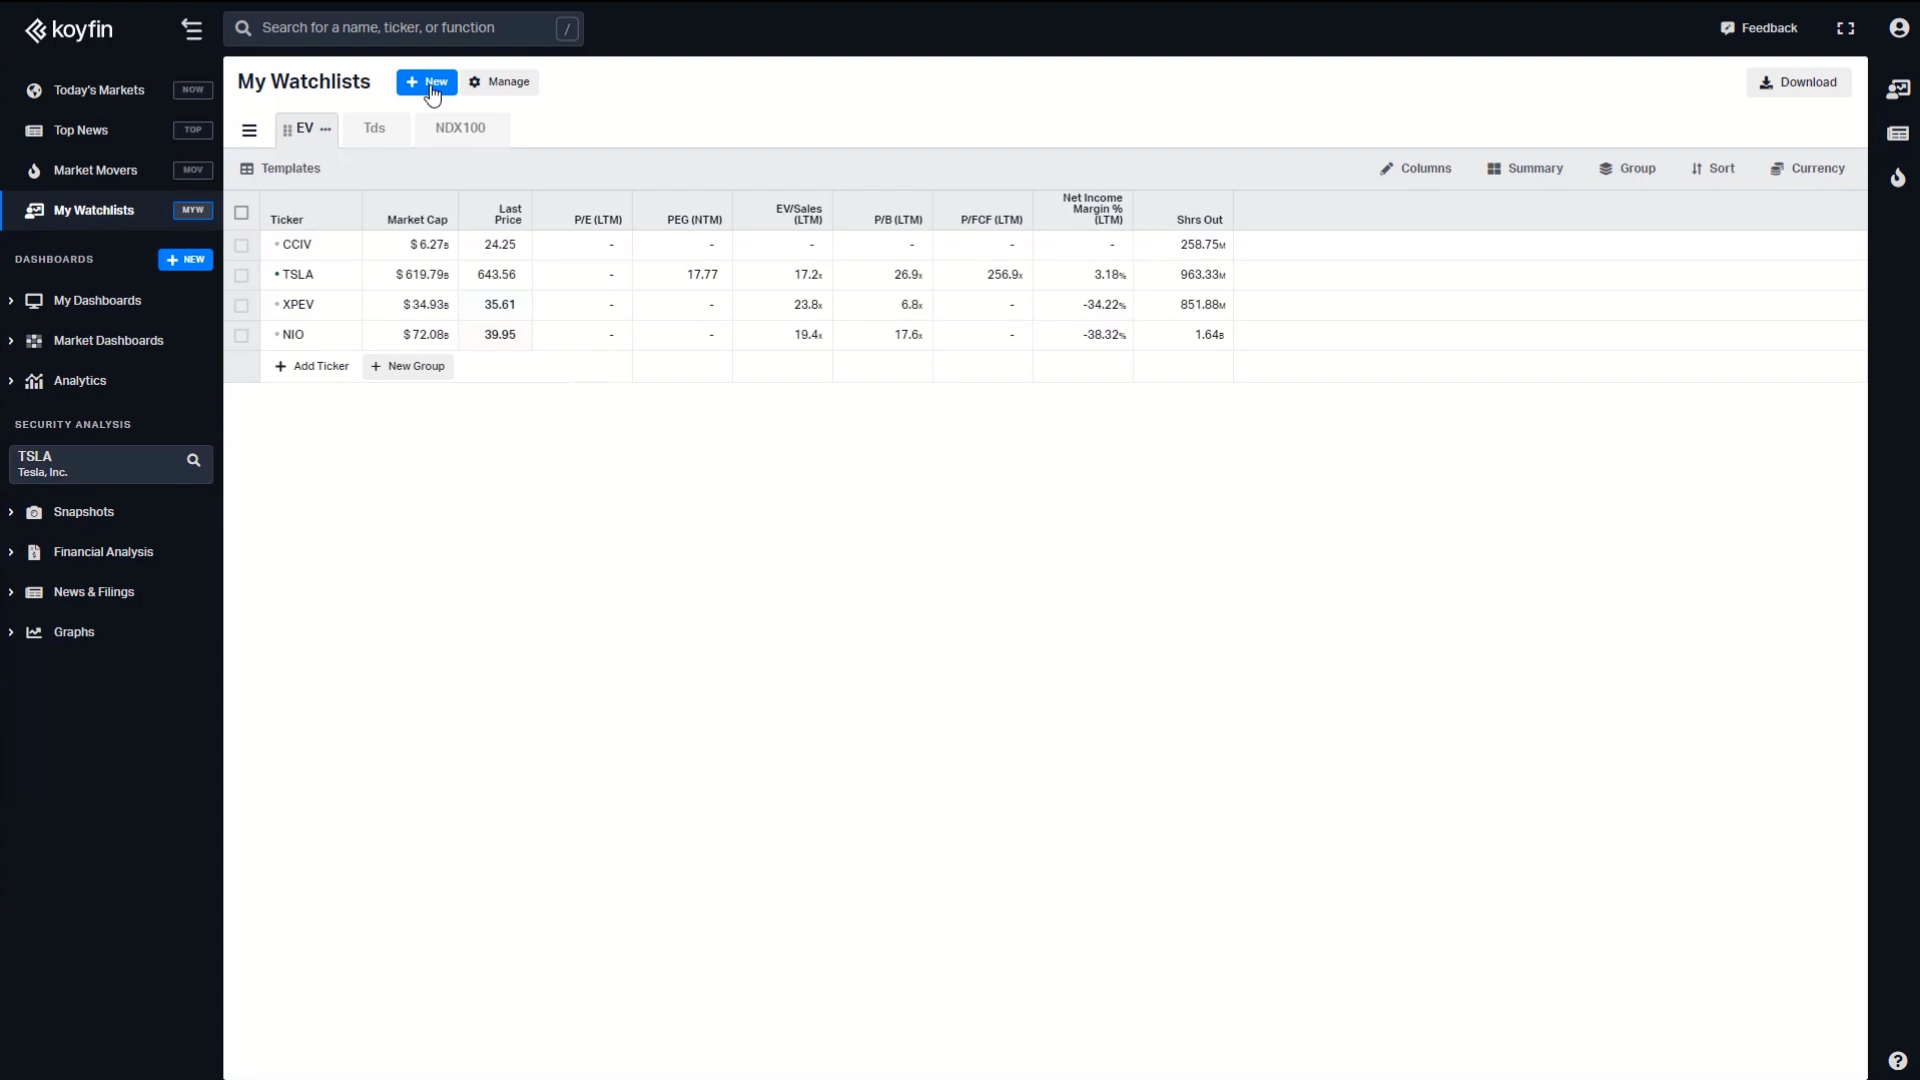 koyfin
Search for a name, ticker, or function /
Feedback
Today's Markets NOW
Top News TOP
Market Movers MOV
My Watchlists MYW
DASHBOARDS + NEW
My Dashboards
Market Dashboards
Analytics
SECURITY ANALYSIS
TSLA
Tesla, Inc.
Snapshots
Financial Analysis
News & Filings
Graphs
My Watchlists + New Manage Download
EV ••• Tds NDX100
Templates Columns Summary Group Sort Currency
Ticker Market Cap Last Price P/E (LTM) PEG (NTM) EV/Sales (LTM) P/B (LTM) P/FCF (LTM) Net Income Margin % (LTM) Shrs Out
CCIV $ 6.27B 24.25 - - - - - - 258.75M
TSLA $ 619.79B 643.56 - 17.77 17.2x 26.9x 256.9x 3.18% 963.33M
XPEV $ 34.93B 35.61 - - 23.8x 6.8x - -34.22% 851.88M
NIO $ 72.08B 39.95 - - 19.4x 17.6x - -38.32% 1.64B
+ Add Ticker + New Group
?